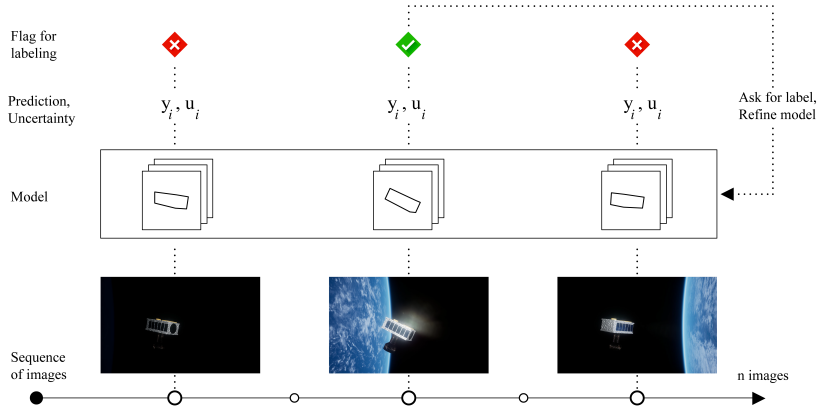 Flag for
labeling
Prediction,
Uncertainty
y_i , u_i
y_i , u_i
y_i , u_i
Ask for label,
Refine model
Model
Sequence
of images
n images